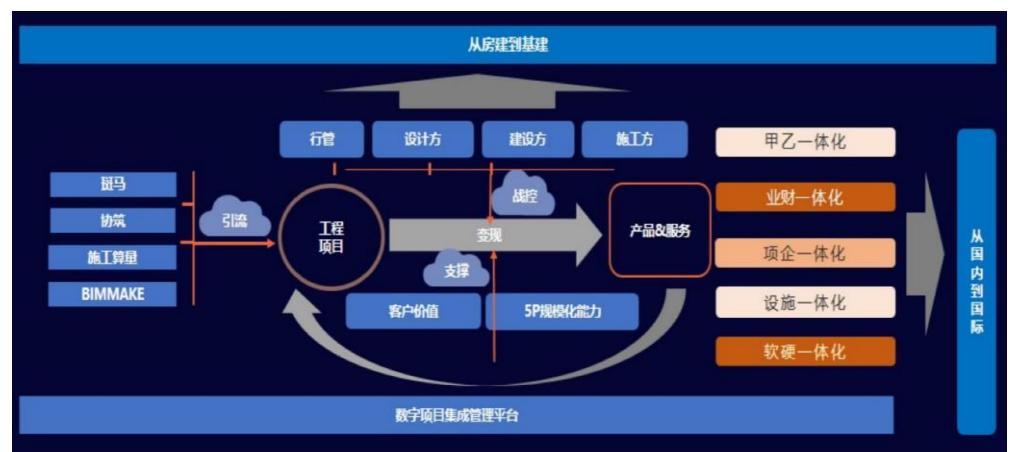 从房建到基建
行管
设计方
建设方
施工方
甲乙一体化
斑马
协筑
施工算量
BIMMAKE
引流
工程
项目
战控
变现
支撑
产品&服务
业财一体化
项企一体化
设施一体化
软硬一体化
客户价值
5P规模化能力
从国内到国际
数字项目集成管理平台